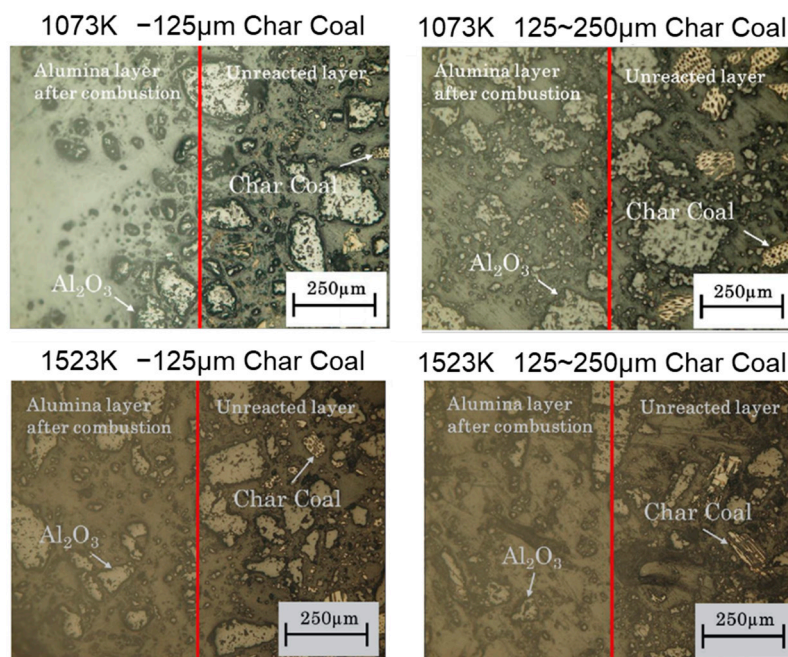 1073K −125μm Char Coal
Alumina layer
after combustion
Unreacted layer
Char Coal
Al₂O₃
250μm
1073K 125~250μm Char Coal
Alumina layer
after combustion
Unreacted layer
Char Coal
Al₂O₃
250μm
1523K −125μm Char Coal
Alumina layer
after combustion
Unreacted layer
Char Coal
Al₂O₃
250μm
1523K 125~250μm Char Coal
Alumina layer
after combustion
Unreacted layer
Char Coal
Al₂O₃
250μm